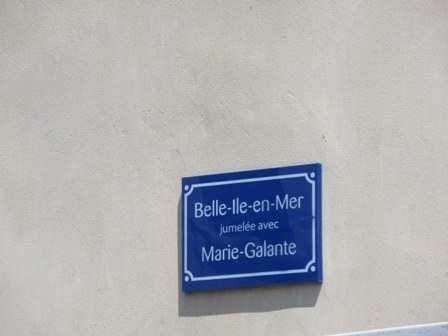 Belle-Ile-en-Mer
jumelée avec
Marie-Galante